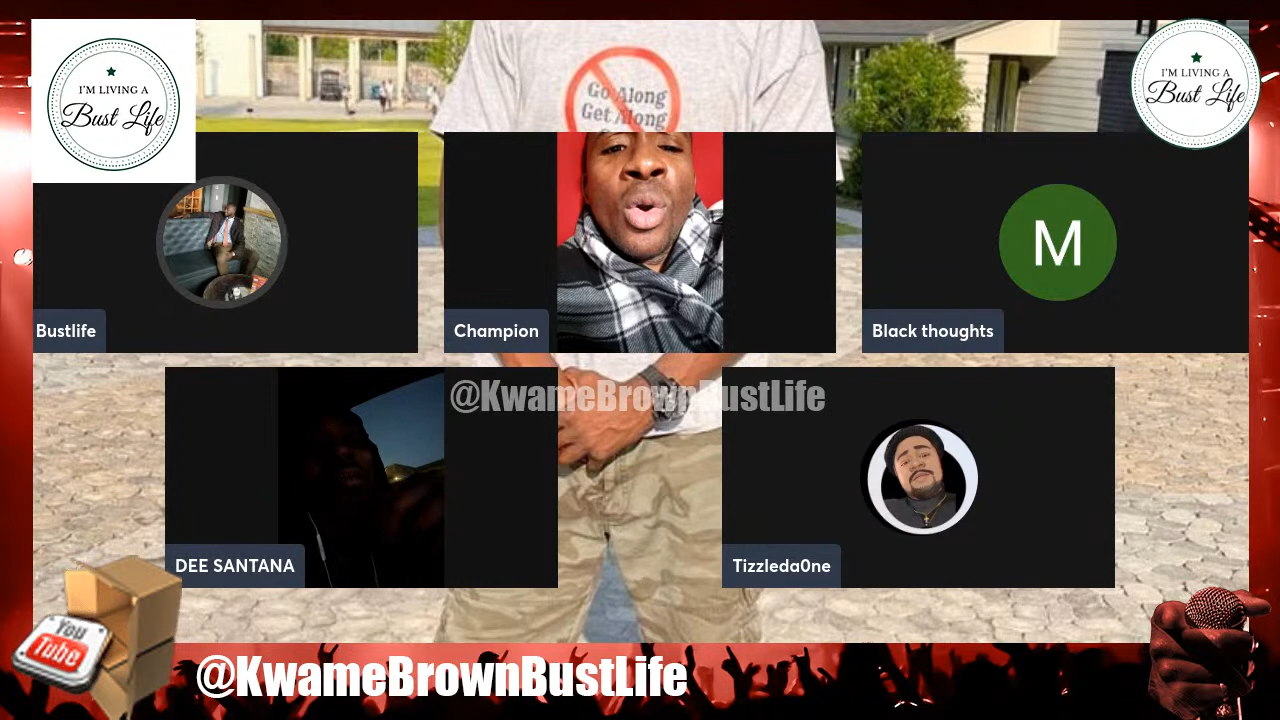 I'M LIVING A
Bust Life
I'M LIVING A
Bust Life
Go Along
Get Along
Bustlife
Champion
M
Black thoughts
@KwameBrownBustLife
DEE SANTANA
Tizzleda0ne
You
Tube
@KwameBrownBustLife